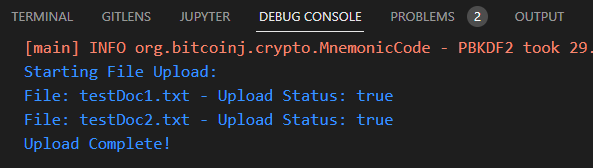 TERMINAL GITLENS JUPYTER DEBUG CONSOLE PROBLEMS 2 OUTPUT
[main] INFO org.bitcoinj.crypto.MnemonicCode - PBKDF2 took 29.
Starting File Upload:
File: testDoc1.txt - Upload Status: true
File: testDoc2.txt - Upload Status: true
Upload Complete!